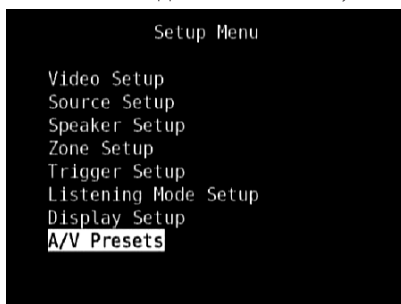 Setup Menu
Video Setup
Source Setup
Speaker Setup
Zone Setup
Trigger Setup
Listening Mode Setup
Display Setup
A/V Presets